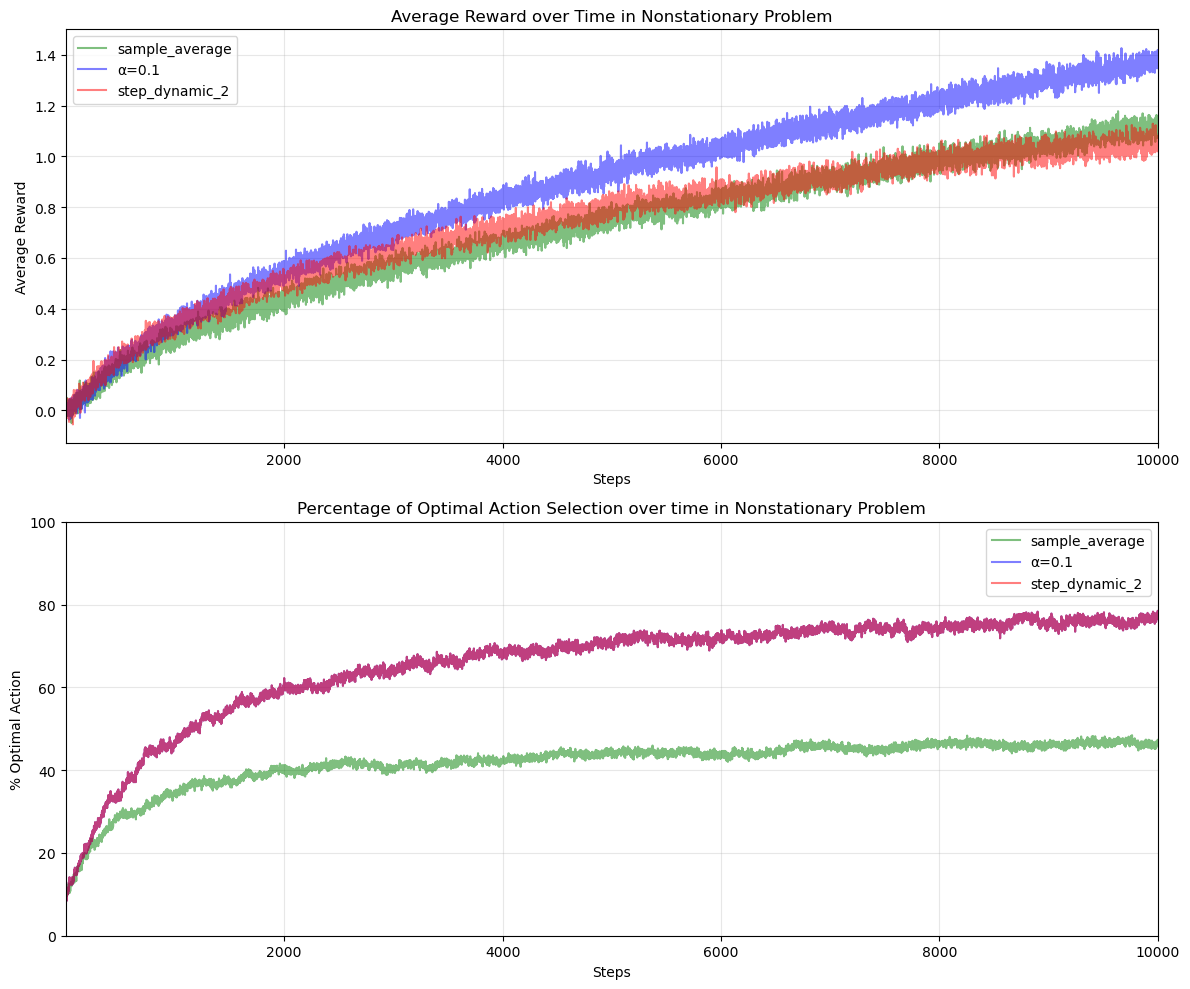 Average Reward over Time in Nonstationary Problem
sample_average
α=0.1
step_dynamic_2
1.4
1.2
1.0
0.8
0.6
0.4
0.2
0.0
Average Reward
2000
4000
6000
8000
10000
Steps
Percentage of Optimal Action Selection over time in Nonstationary Problem
sample_average
α=0.1
step_dynamic_2
100
80
60
40
20
0
% Optimal Action
2000
4000
6000
8000
10000
Steps